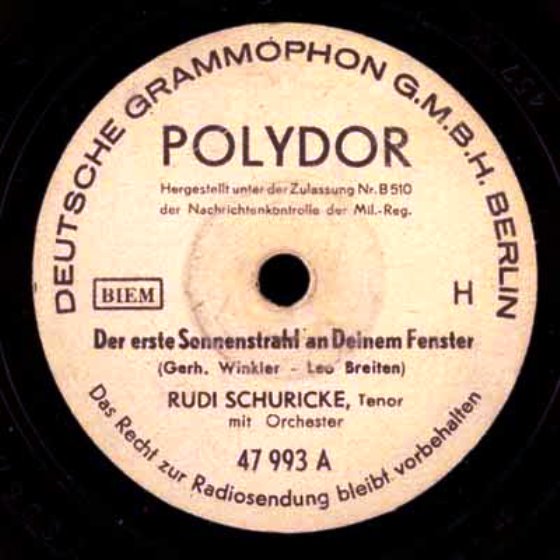 DEUTSCHE GRAMMOPHON G.M.B.H. BERLIN
POLYDOR
Hergestellt unter der Zulassung Nr. B 510
der Nachrichtenkontrolle der Mil.-Reg.
BIEM
H
Der erste Sonnenstrahl an Deinem Fenster
(Gerh. Winkler - Leo Breiten)
RUDI SCHURICKE, Tenor
mit Orchester
47 993 A
Das Recht zur Radiosendung bleibt vorbehalten